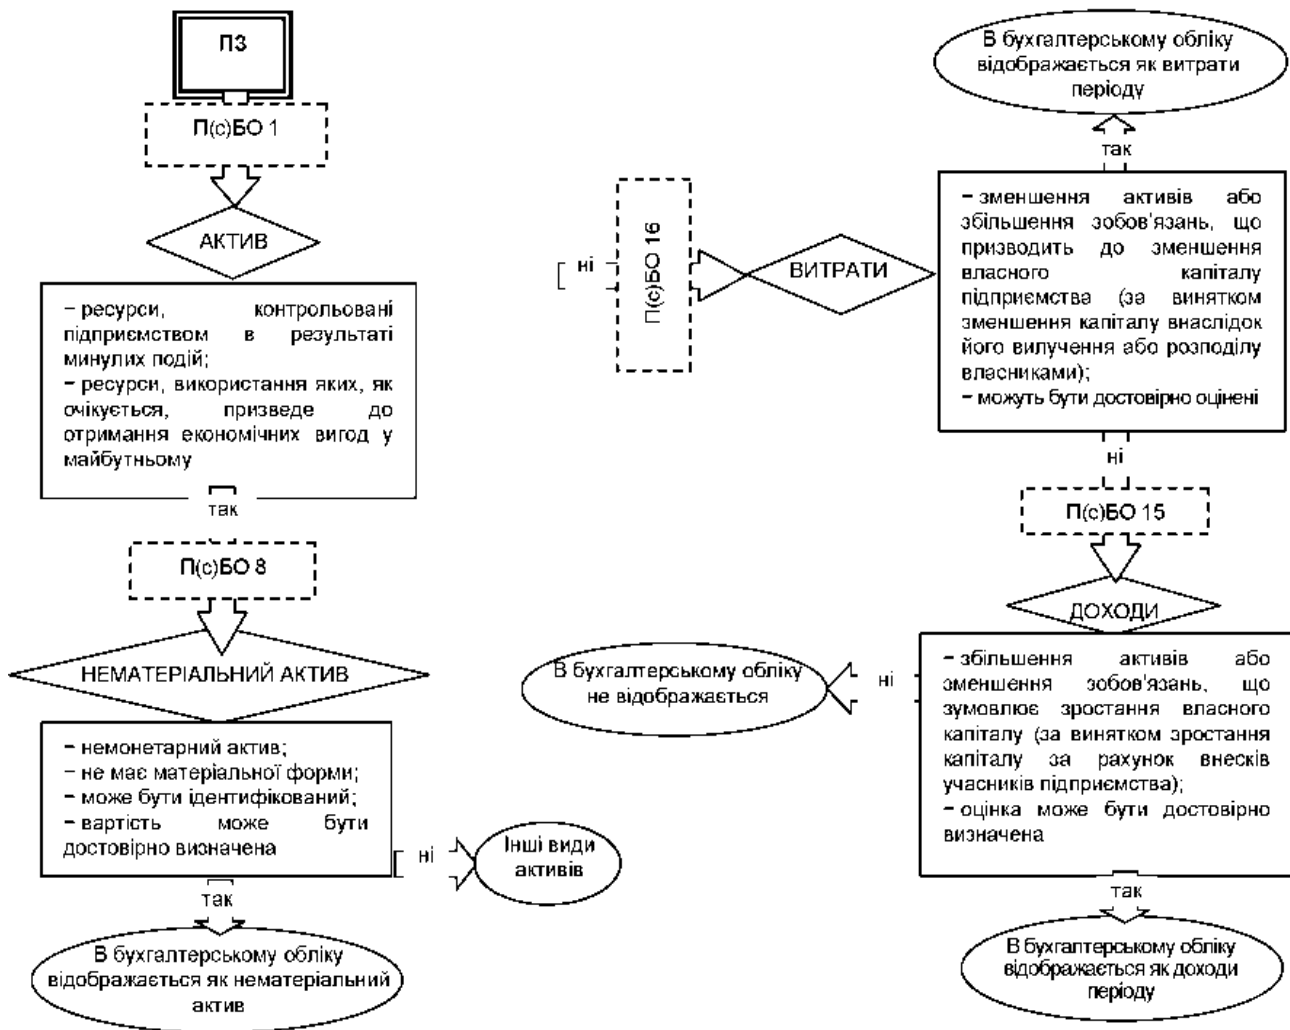 ПЗ
П(с)БО 1
АКТИВ
– ресурси, контрольовані
підприємством в результаті
минулих подій;
– ресурси, використання яких, як
очікується, призведе до
отримання економічних вигод у
майбутньому
так
П(с)БО 8
НЕМАТЕРІАЛЬНИЙ АКТИВ
– немонетарний актив;
– не має матеріальної форми;
– може бути ідентифікований;
– вартість може бути
достовірно визначена
ні
Інші види
активів
так
В бухгалтерському обліку
відображається як нематеріальний
актив
ні
П(с)БО 16
ВИТРАТИ
В бухгалтерському обліку
відображається як витрати
періоду
так
– зменшення активів або
збільшення зобов'язань, що
призводить до зменшення
власного капіталу
підприємства (за винятком
зменшення капіталу внаслідок
його вилучення або розподілу
власниками);
– можуть бути достовірно оцінені
ні
П(с)БО 15
ДОХОДИ
– збільшення активів або
зменшення зобов'язань, що
зумовлює зростання власного
капіталу (за винятком зростання
капіталу за рахунок внесків
учасників підприємства);
– оцінка може бути достовірно
визначена
ні
В бухгалтерському обліку
не відображається
так
В бухгалтерському обліку
відображається як доходи
періоду